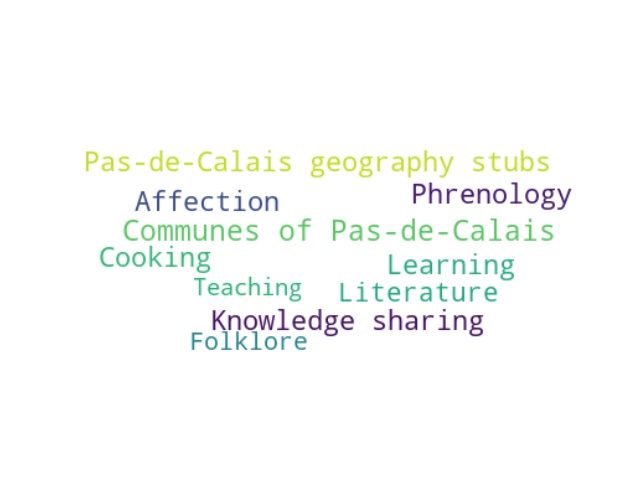 Pas-de-Calais geography stubs
Affection
Phrenology
Communes of Pas-de-Calais
Cooking
Learning
Teaching
Literature
Knowledge sharing
Folklore